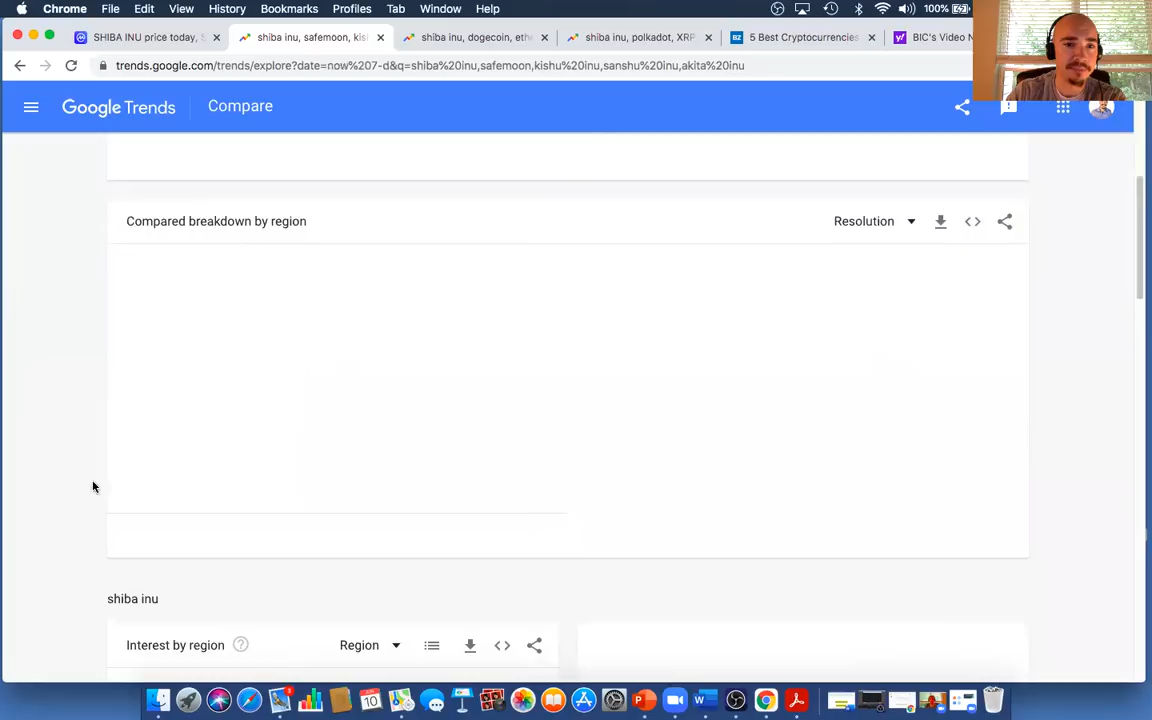 Chrome File Edit View History Bookmarks Profiles Tab Window Help 100%
SHIBA INU price today, shiba inu, safemoon, kis shiba inu, dogecoin, eth shiba inu, polkadot, XRP BZ 5 Best Cryptocurrencies y! BIC's Video N
trends.google.com/trends/explore?date=now%207-d&q=shiba%20inu,safemoon,kishu%20inu,sanshu%20inu,akita%20inu
Google Trends Compare
Compared breakdown by region Resolution
shiba inu
Interest by region ? Region
10